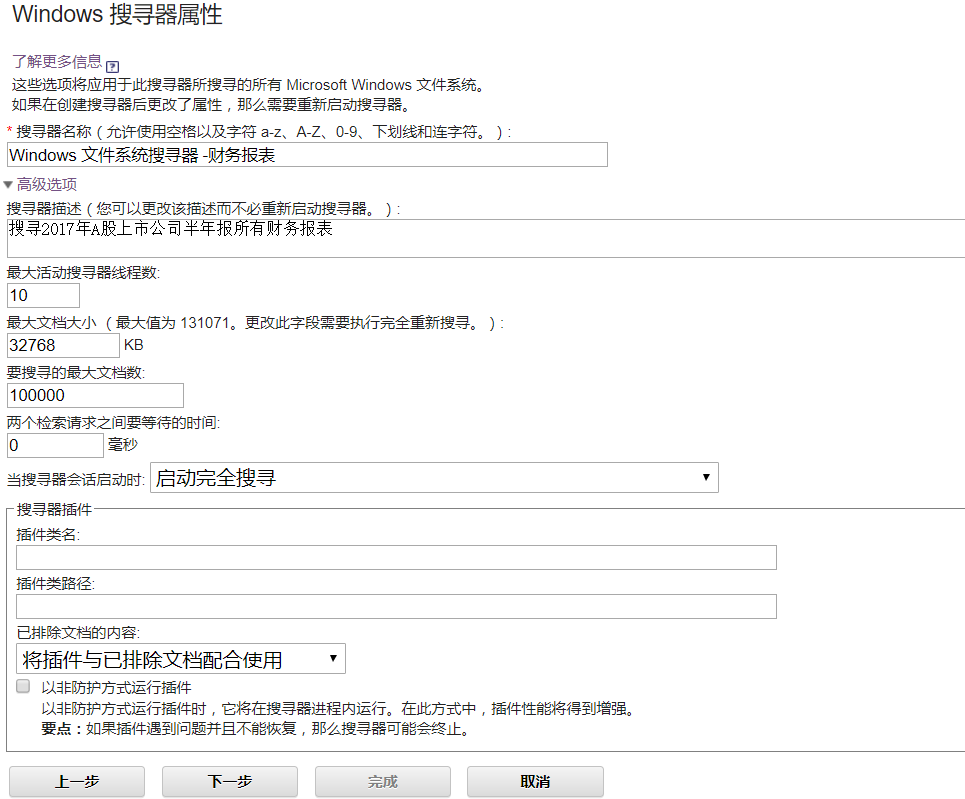 Windows 搜寻器属性
了解更多信息 ?
这些选项将应用于此搜寻器所搜寻的所有 Microsoft Windows 文件系统。
如果在创建搜寻器后更改了属性，那么需要重新启动搜寻器。
* 搜寻器名称（允许使用空格以及字符 a-z、A-Z、0-9、下划线和连字符。）:
Windows 文件系统搜寻器 -财务报表
高级选项
搜寻器描述（您可以更改该描述而不必重新启动搜寻器。）:
搜寻2017年A股上市公司半年报所有财务报表
最大活动搜寻器线程数:
10
最大文档大小 （最大值为 131071。更改此字段需要执行完全重新搜寻。）:
32768 KB
要搜寻的最大文档数:
100000
两个检索请求之间要等待的时间:
0 毫秒
当搜寻器会话启动时: 启动完全搜寻
搜寻器插件
插件类名:
插件类路径:
已排除文档的内容:
将插件与已排除文档配合使用
以非防护方式运行插件
以非防护方式运行插件时，它将在搜寻器进程内运行。在此方式中，插件性能将得到增强。
要点：如果插件遇到问题并且不能恢复，那么搜寻器可能会终止。
上一步 下一步 完成 取消